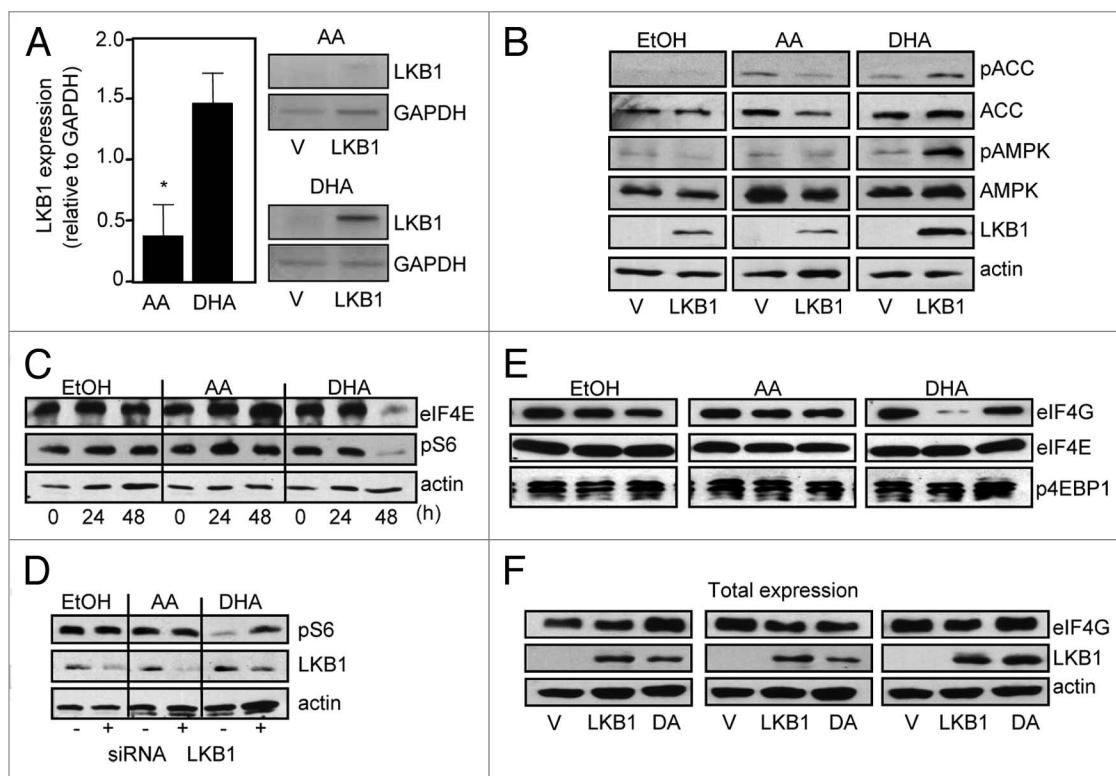 A
LKB1 expression
(relative to GAPDH)
2.0
1.5
1.0
0.5
0
*
AA DHA
AA
LKB1
GAPDH
V LKB1
DHA
LKB1
GAPDH
V LKB1
B
EtOH AA DHA
pACC
ACC
pAMPK
AMPK
LKB1
actin
V LKB1 V LKB1 V LKB1
C
EtOH AA DHA
eIF4E
pS6
actin
0 24 48 0 24 48 0 24 48 (h)
E
EtOH AA DHA
eIF4G
eIF4E
p4EBP1
D
EtOH AA DHA
pS6
LKB1
actin
- + - + - +
siRNA LKB1
F
Total expression
eIF4G
LKB1
actin
V LKB1 DA V LKB1 DA V LKB1 DA